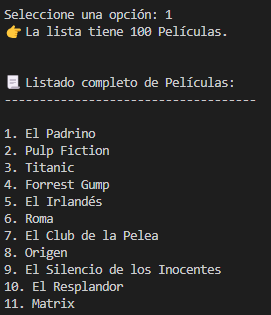 Seleccione una opción: 1
👉 La lista tiene 100 Películas.
📃 Listado completo de Películas:
-----------------------------------
1. El Padrino
2. Pulp Fiction
3. Titanic
4. Forrest Gump
5. El Irlandés
6. Roma
7. El Club de la Pelea
8. Origen
9. El Silencio de los Inocentes
10. El Resplandor
11. Matrix